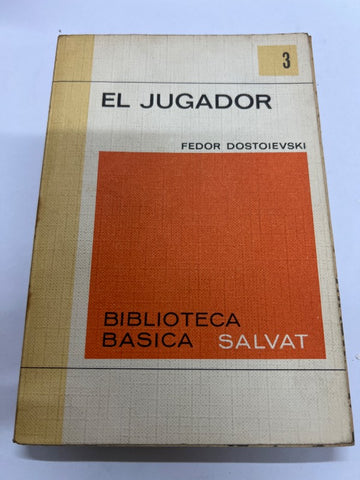 3
EL JUGADOR
FEDOR DOSTOIEVSKI
BIBLIOTECA
BASICA SALVAT